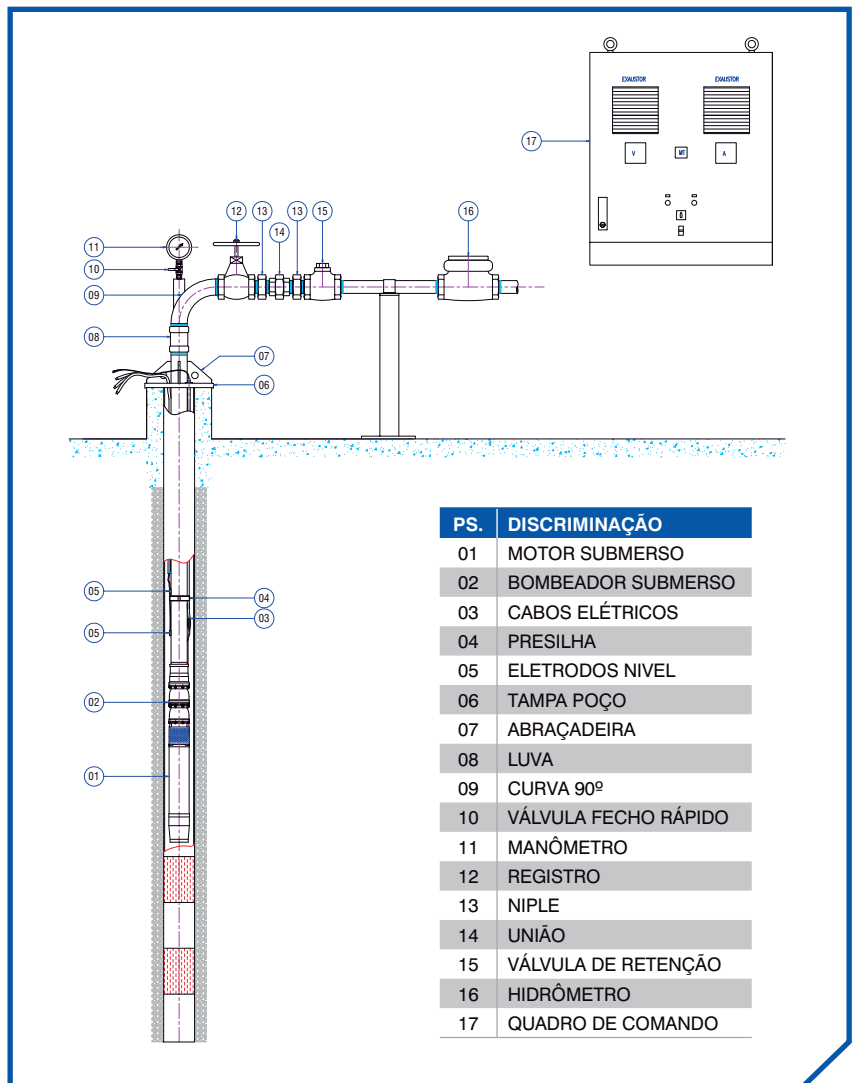 EXAUSTOR EXAUSTOR
17
V MT A
12 13 14 13 15 16
11
10
09
08
07
06
05
04
05
03
02
01
PS. DISCRIMINAÇÃO
01 MOTOR SUBMERSO
02 BOMBEADOR SUBMERSO
03 CABOS ELÉTRICOS
04 PRESILHA
05 ELETRODOS NIVEL
06 TAMPA POÇO
07 ABRAÇADEIRA
08 LUVA
09 CURVA 90º
10 VÁLVULA FECHO RÁPIDO
11 MANÔMETRO
12 REGISTRO
13 NIPLE
14 UNIÃO
15 VÁLVULA DE RETENÇÃO
16 HIDRÔMETRO
17 QUADRO DE COMANDO